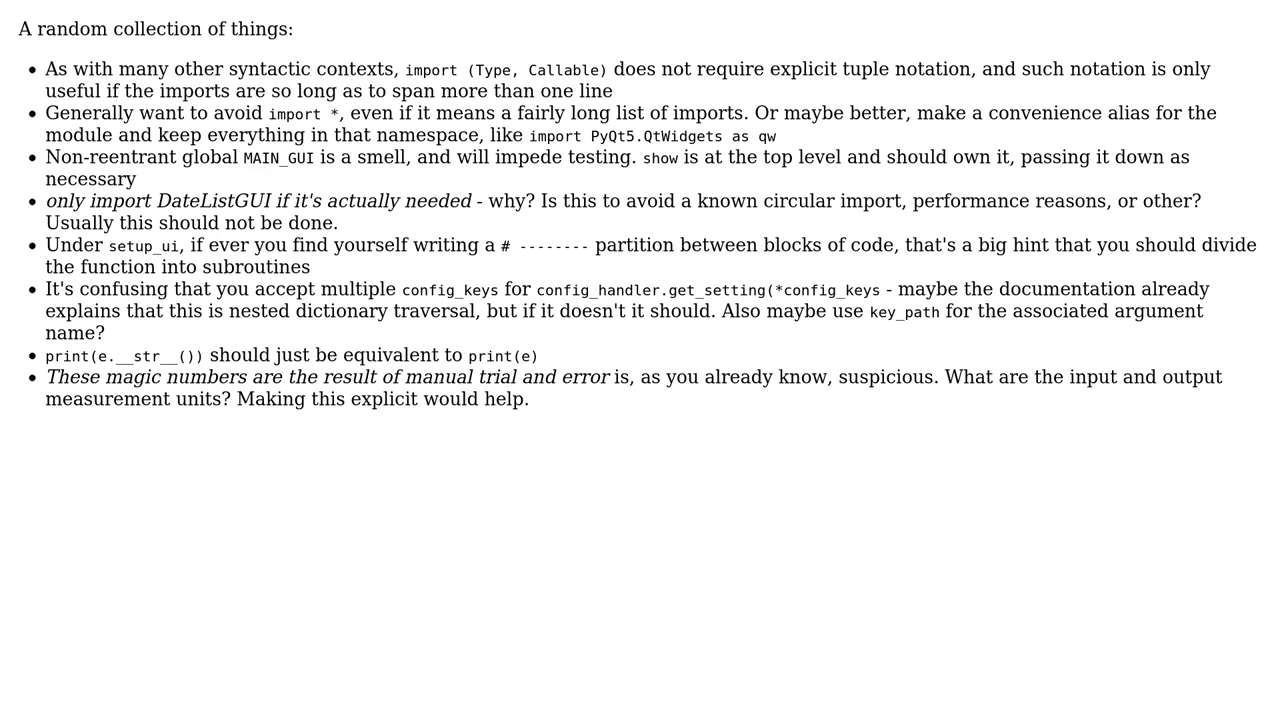 A random collection of things:
• As with many other syntactic contexts, import (Type, Callable) does not require explicit tuple notation, and such notation is only
useful if the imports are so long as to span more than one line
• Generally want to avoid import *, even if it means a fairly long list of imports. Or maybe better, make a convenience alias for the
module and keep everything in that namespace, like import PyQt5.QtWidgets as qw
• Non-reentrant global MAIN_GUI is a smell, and will impede testing. show is at the top level and should own it, passing it down as
necessary
• only import DateListGUI if it's actually needed - why? Is this to avoid a known circular import, performance reasons, or other?
Usually this should not be done.
• Under setup_ui, if ever you find yourself writing a # -------- partition between blocks of code, that's a big hint that you should divide
the function into subroutines
• It's confusing that you accept multiple config_keys for config_handler.get_setting(*config_keys - maybe the documentation already
explains that this is nested dictionary traversal, but if it doesn't it should. Also maybe use key_path for the associated argument
name?
• print(e.__str__()) should just be equivalent to print(e)
• These magic numbers are the result of manual trial and error is, as you already know, suspicious. What are the input and output
measurement units? Making this explicit would help.